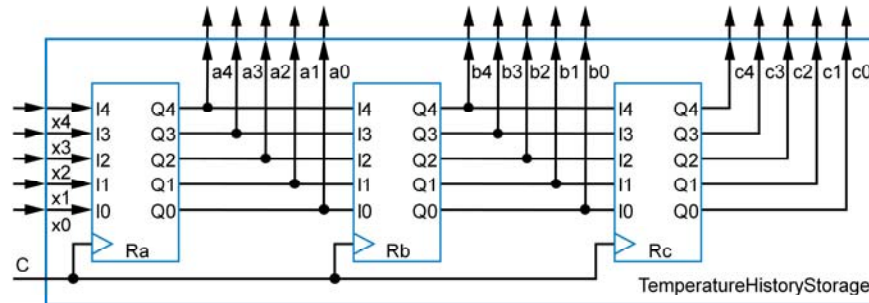 a4 a3 a2 a1 a0 b4 b3 b2 b1 b0 c4 c3 c2 c1 c0
I4 Q4 I4 Q4 I4 Q4
x4
I3 Q3 I3 Q3 I3 Q3
x3
I2 Q2 I2 Q2 I2 Q2
x2
I1 Q1 I1 Q1 I1 Q1
x1
I0 Q0 I0 Q0 I0 Q0
x0
Ra Rb Rc
C
TemperatureHistoryStorage